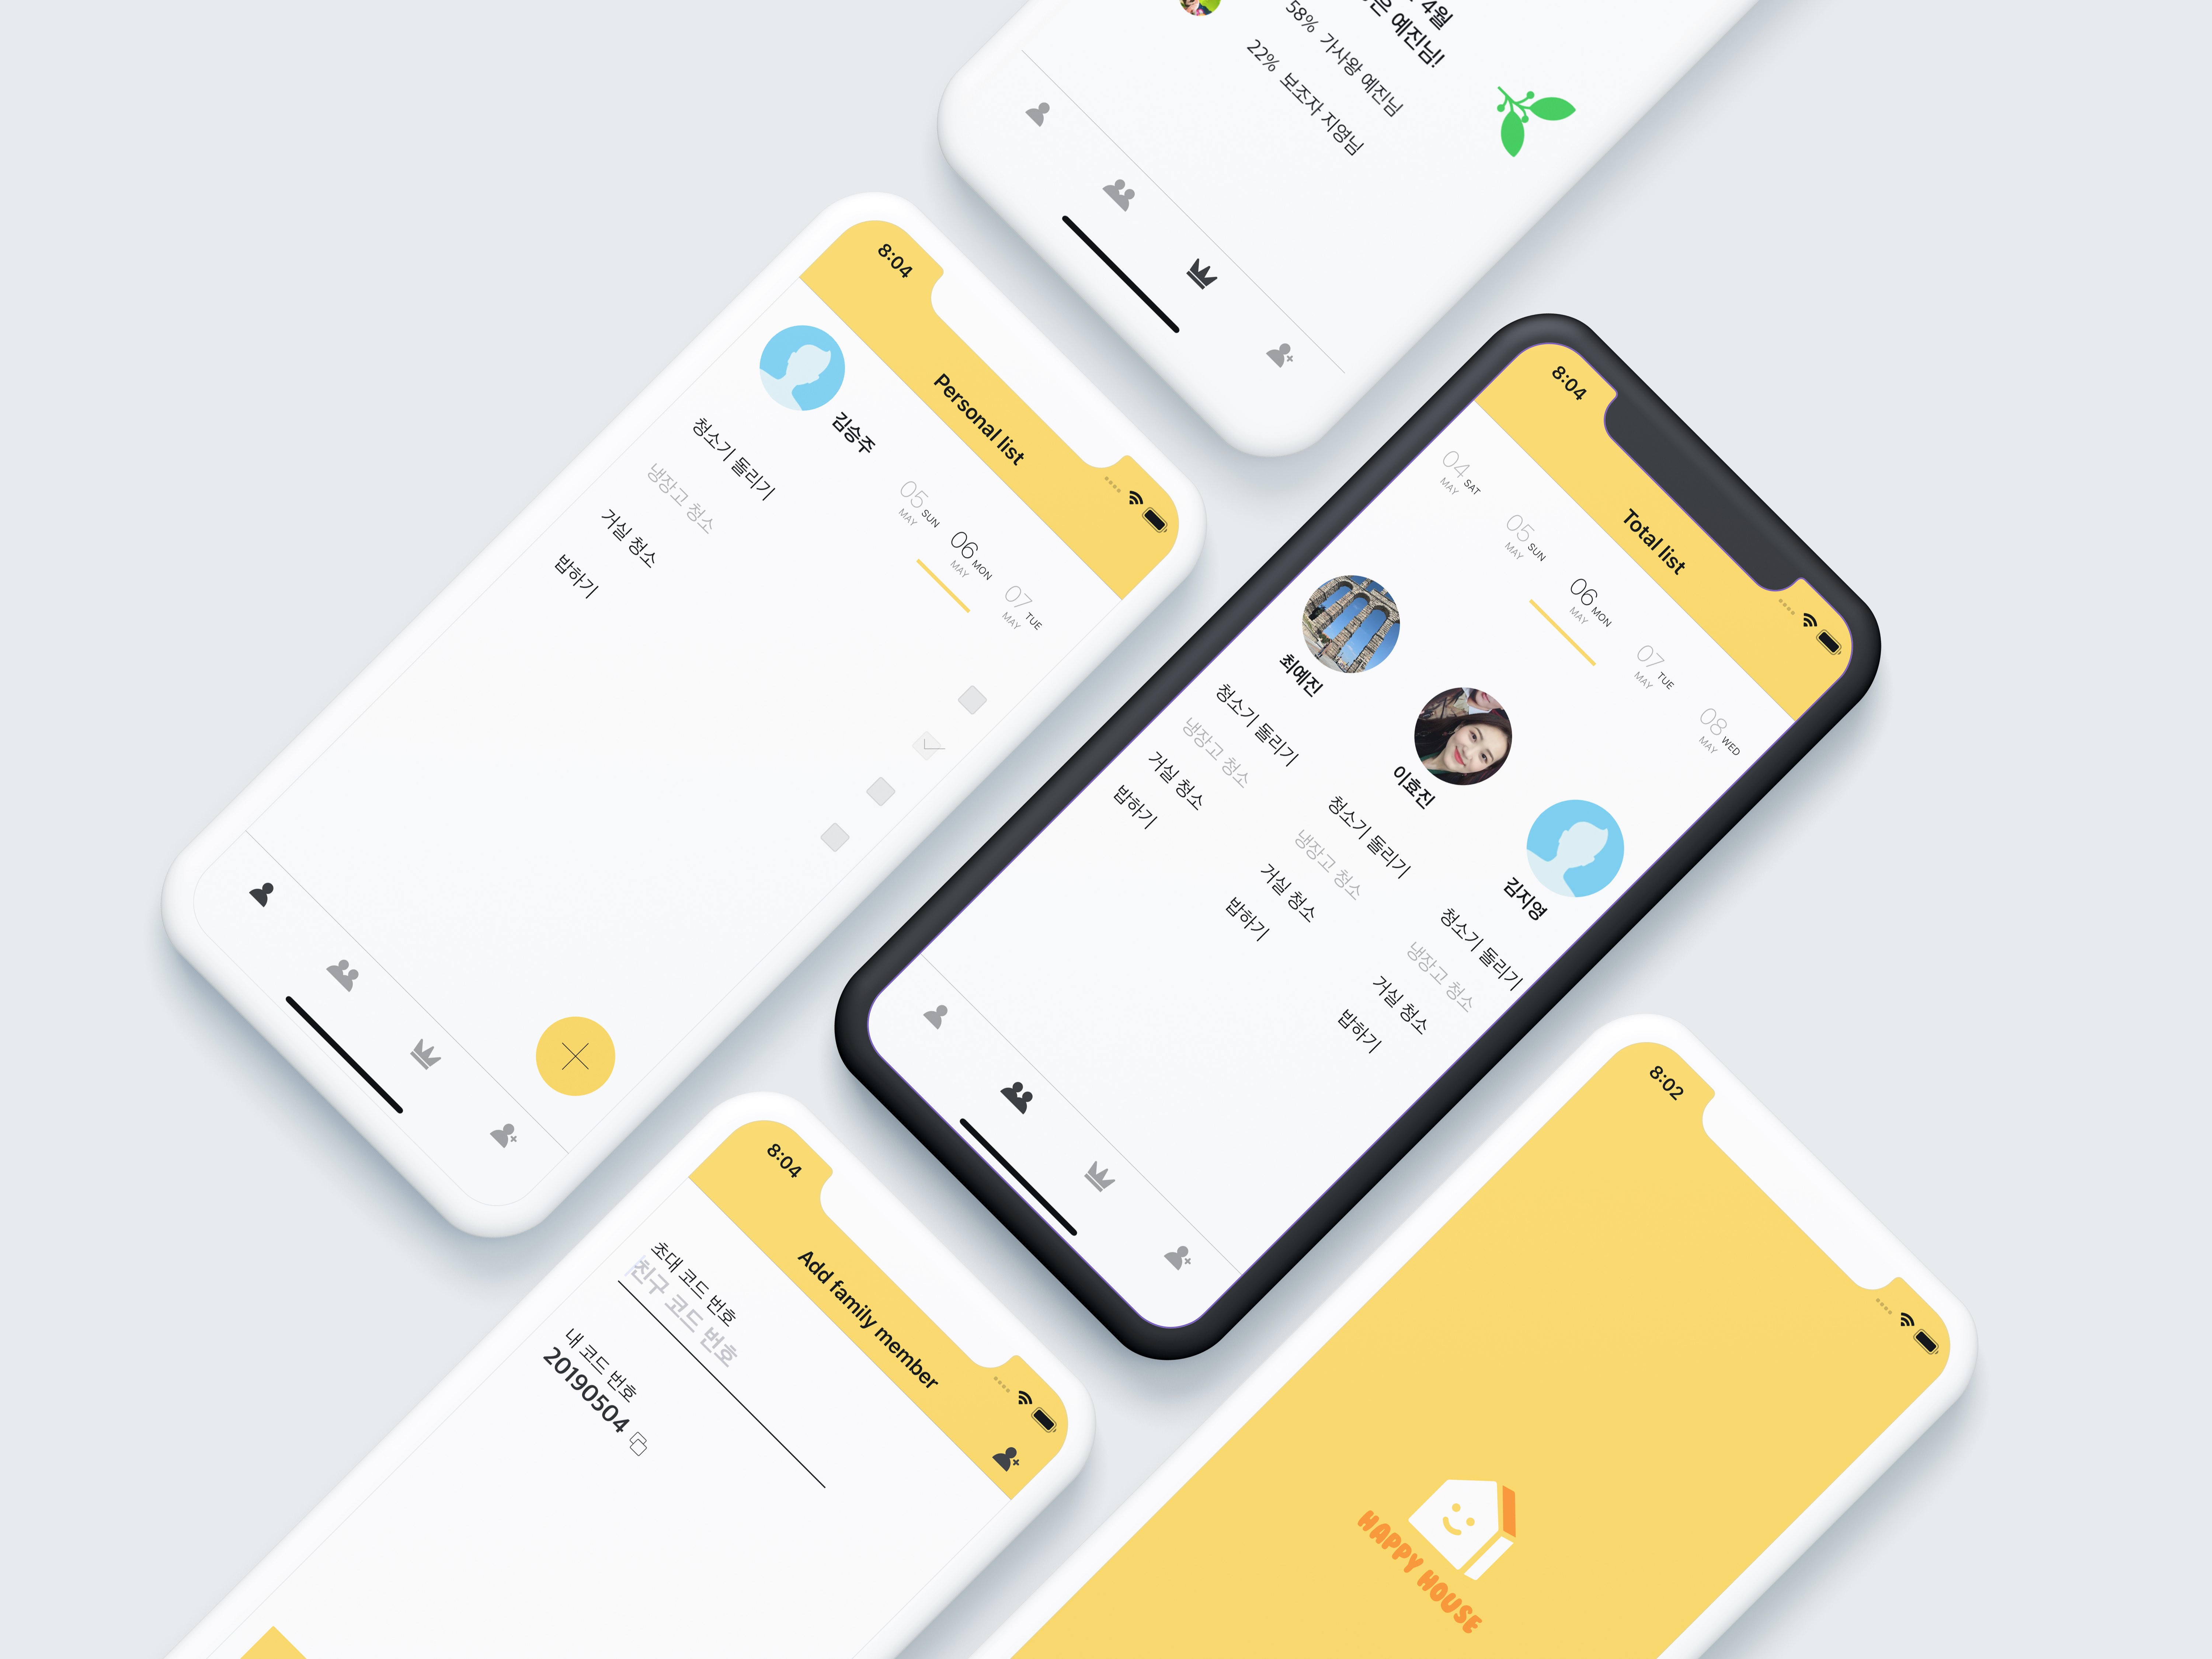 4월
은 예진님!
58% 가사왕 예진님
22% 보조자 지영님
8:04
Personal list
05 SUN
MAY
06 MON
MAY
07 TUE
MAY
김승주
청소기 돌리기
냉장고 청소
거실 청소
밥하기
8:04
Total list
04 SAT
MAY
05 SUN
MAY
06 MON
MAY
07 TUE
MAY
08 WED
MAY
최예진
청소기 돌리기
냉장고 청소
거실 청소
밥하기
이효진
청소기 돌리기
냉장고 청소
거실 청소
밥하기
김지영
청소기 돌리기
냉장고 청소
거실 청소
밥하기
8:04
Add family member
초대 코드 번호
친구 코드 번호
내 코드 번호
20190504
8:02
HAPPY HOUSE